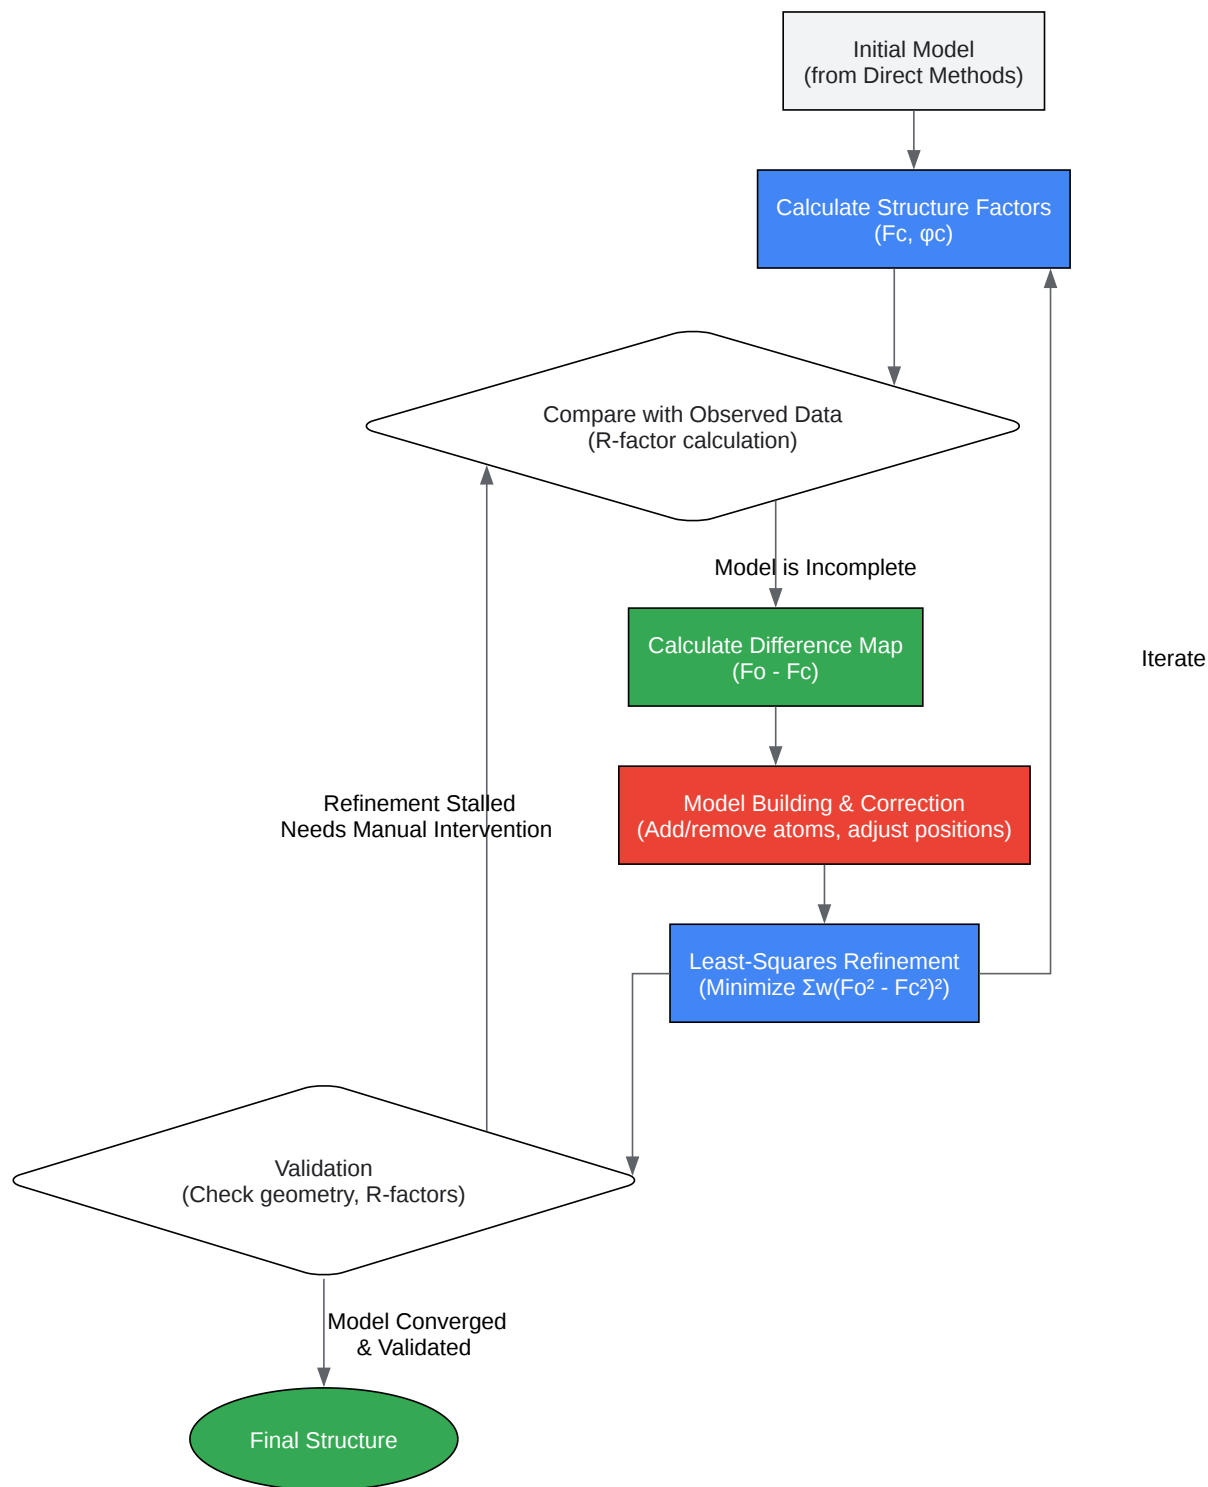 Initial Model
(from Direct Methods)
Calculate Structure Factors
(Fc, φc)
Compare with Observed Data
(R-factor calculation)
Model is Incomplete
Calculate Difference Map
(Fo - Fc)
Iterate
Refinement Stalled
Needs Manual Intervention
Model Building & Correction
(Add/remove atoms, adjust positions)
Least-Squares Refinement
(Minimize Σw(Fo² - Fc²)²)
Validation
(Check geometry, R-factors)
Model Converged
& Validated
Final Structure